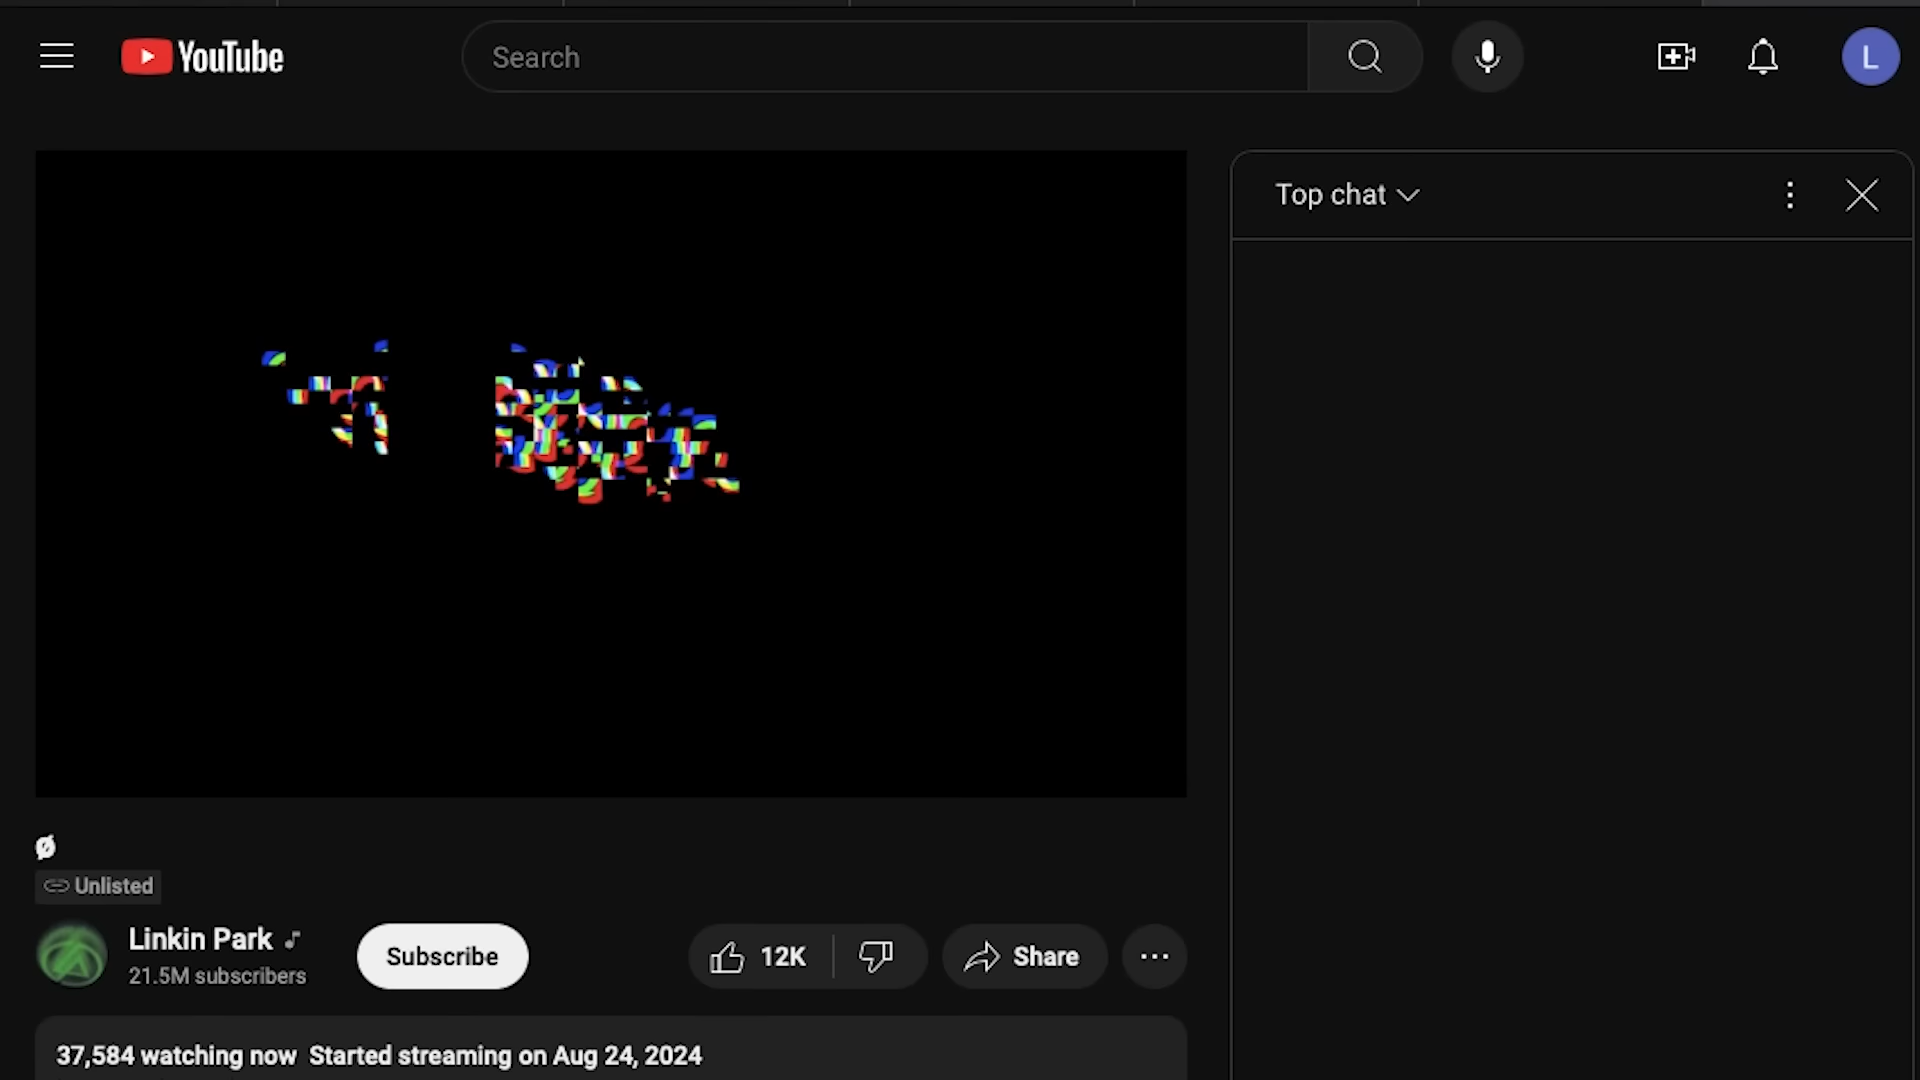 YouTube
Search
L
Top chat
ø
Unlisted
Linkin Park
21.5M subscribers
Subscribe
12K
Share
37,584 watching now Started streaming on Aug 24, 2024